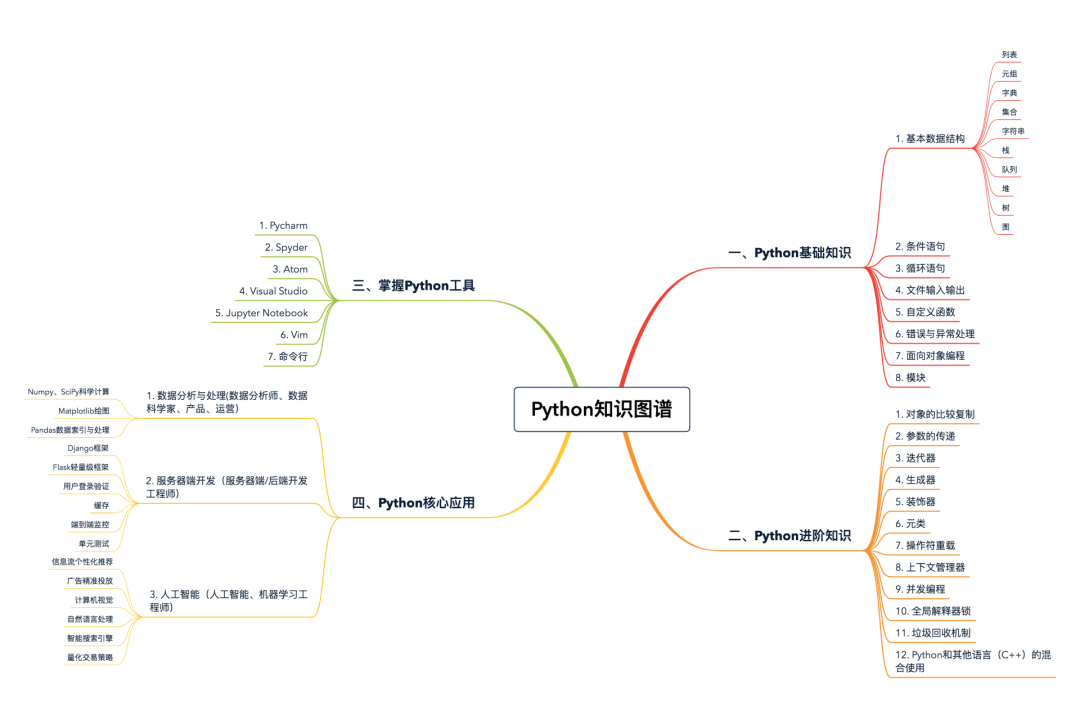 Python知识图谱
一、Python基础知识
1. 基本数据结构
列表
元组
字典
集合
字符串
栈
队列
堆
树
图
2. 条件语句
3. 循环语句
4. 文件输入输出
5. 自定义函数
6. 错误与异常处理
7. 面向对象编程
8. 模块
二、Python进阶知识
1. 对象的比较复制
2. 参数的传递
3. 迭代器
4. 生成器
5. 装饰器
6. 元类
7. 操作符重载
8. 上下文管理器
9. 并发编程
10. 全局解释器锁
11. 垃圾回收机制
12. Python和其他语言（C++）的混
合使用
三、掌握Python工具
1. Pycharm
2. Spyder
3. Atom
4. Visual Studio
5. Jupyter Notebook
6. Vim
7. 命令行
四、Python核心应用
1. 数据分析与处理(数据分析师、数据
科学家、产品、运营）
Numpy、SciPy科学计算
Matplotlib绘图
Pandas数据索引与处理
2. 服务器端开发（服务器端/后端开发
工程师）
Django框架
Flask轻量级框架
用户登录验证
缓存
端到端监控
单元测试
3. 人工智能（人工智能、机器学习工
程师）
信息流个性化推荐
广告精准投放
计算机视觉
自然语言处理
智能搜索引擎
量化交易策略